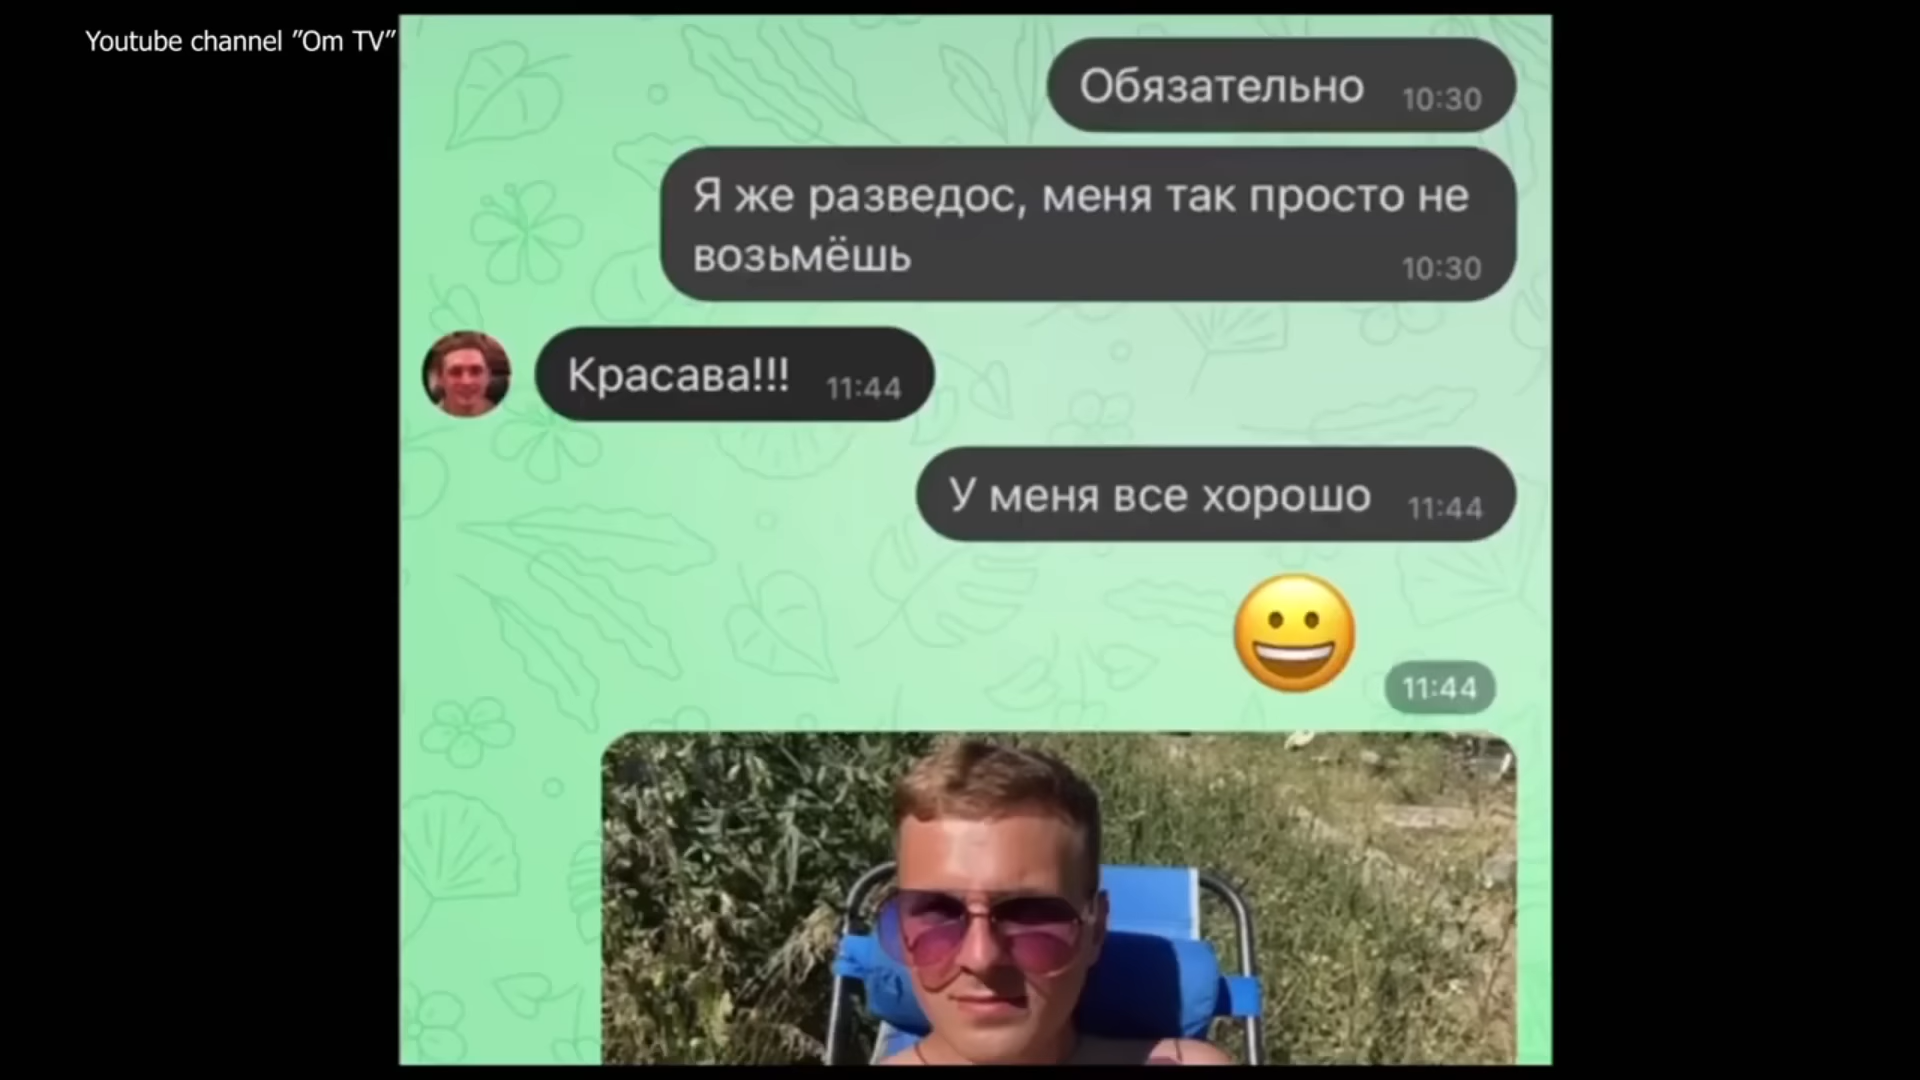 Youtube channel "Om TV"
Обязательно 10:30
Я же разведос, меня так просто не
возьмёшь 10:30
Красава!!! 11:44
У меня все хорошо 11:44
11:44